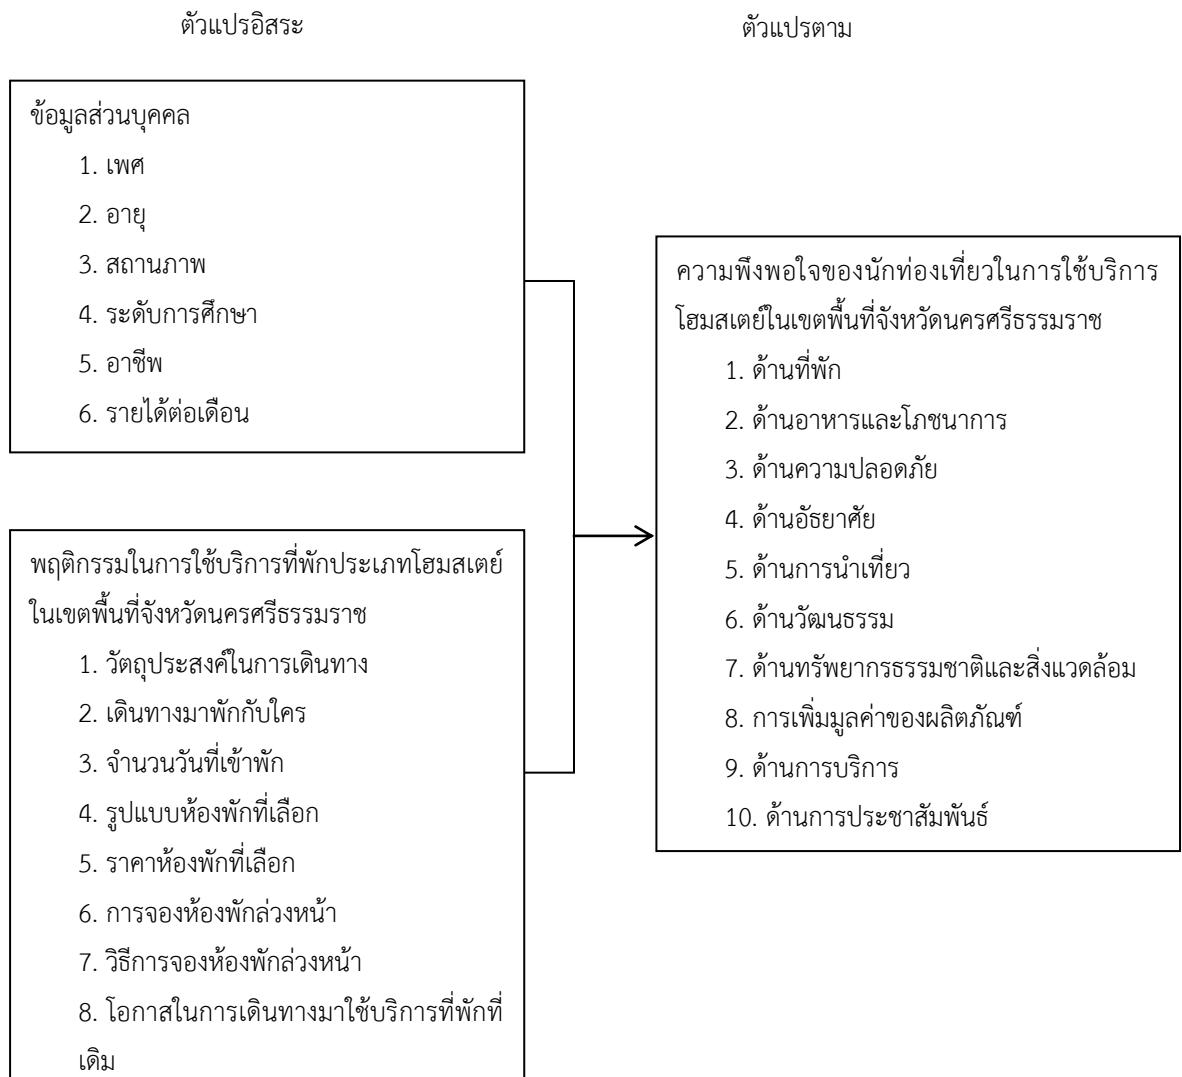 ตัวแปรอิสระ
ตัวแปรตาม
ข้อมูลส่วนบุคคล
1. เพศ
2. อายุ
3. สถานภาพ
4. ระดับการศึกษา
5. อาชีพ
6. รายได้ต่อเดือน
พฤติกรรมในการใช้บริการที่พักประเภทโฮมสเตย์
ในเขตพื้นที่จังหวัดนครศรีธรรมราช
1. วัตถุประสงค์ในการเดินทาง
2. เดินทางมาพักกับใคร
3. จำนวนวันที่เข้าพัก
4. รูปแบบห้องพักที่เลือก
5. ราคาห้องพักที่เลือก
6. การจองห้องพักล่วงหน้า
7. วิธีการจองห้องพักล่วงหน้า
8. โอกาสในการเดินทางมาใช้บริการที่พักที่
เดิม
ความพึงพอใจของนักท่องเที่ยวในการใช้บริการ
โฮมสเตย์ในเขตพื้นที่จังหวัดนครศรีธรรมราช
1. ด้านที่พัก
2. ด้านอาหารและโภชนาการ
3. ด้านความปลอดภัย
4. ด้านอัธยาศัย
5. ด้านการนำเที่ยว
6. ด้านวัฒนธรรม
7. ด้านทรัพยากรธรรมชาติและสิ่งแวดล้อม
8. การเพิ่มมูลค่าของผลิตภัณฑ์
9. ด้านการบริการ
10. ด้านการประชาสัมพันธ์